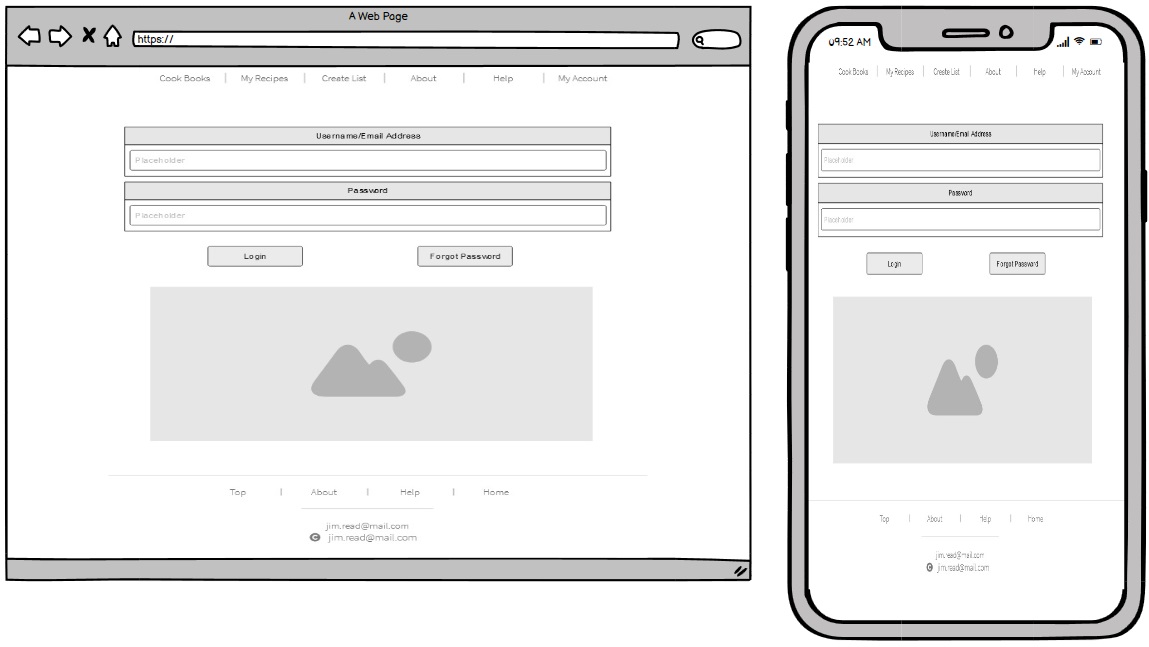 A Web Page
https://
Cook Books | My Recipes | Create List | About | Help | My Account
Username/Email Address
Placeholder
Password
Placeholder
Login Forgot Password
Top | About | Help | Home
jim.read@mail.com
© jim.read@mail.com
09:52 AM
Cook Books | My Recipes | Create List | About | Help | My Account
Username/Email Address
Placeholder
Password
Placeholder
Login Forgot Password
Top | About | Help | Home
jim.read@mail.com
© jim.read@mail.com